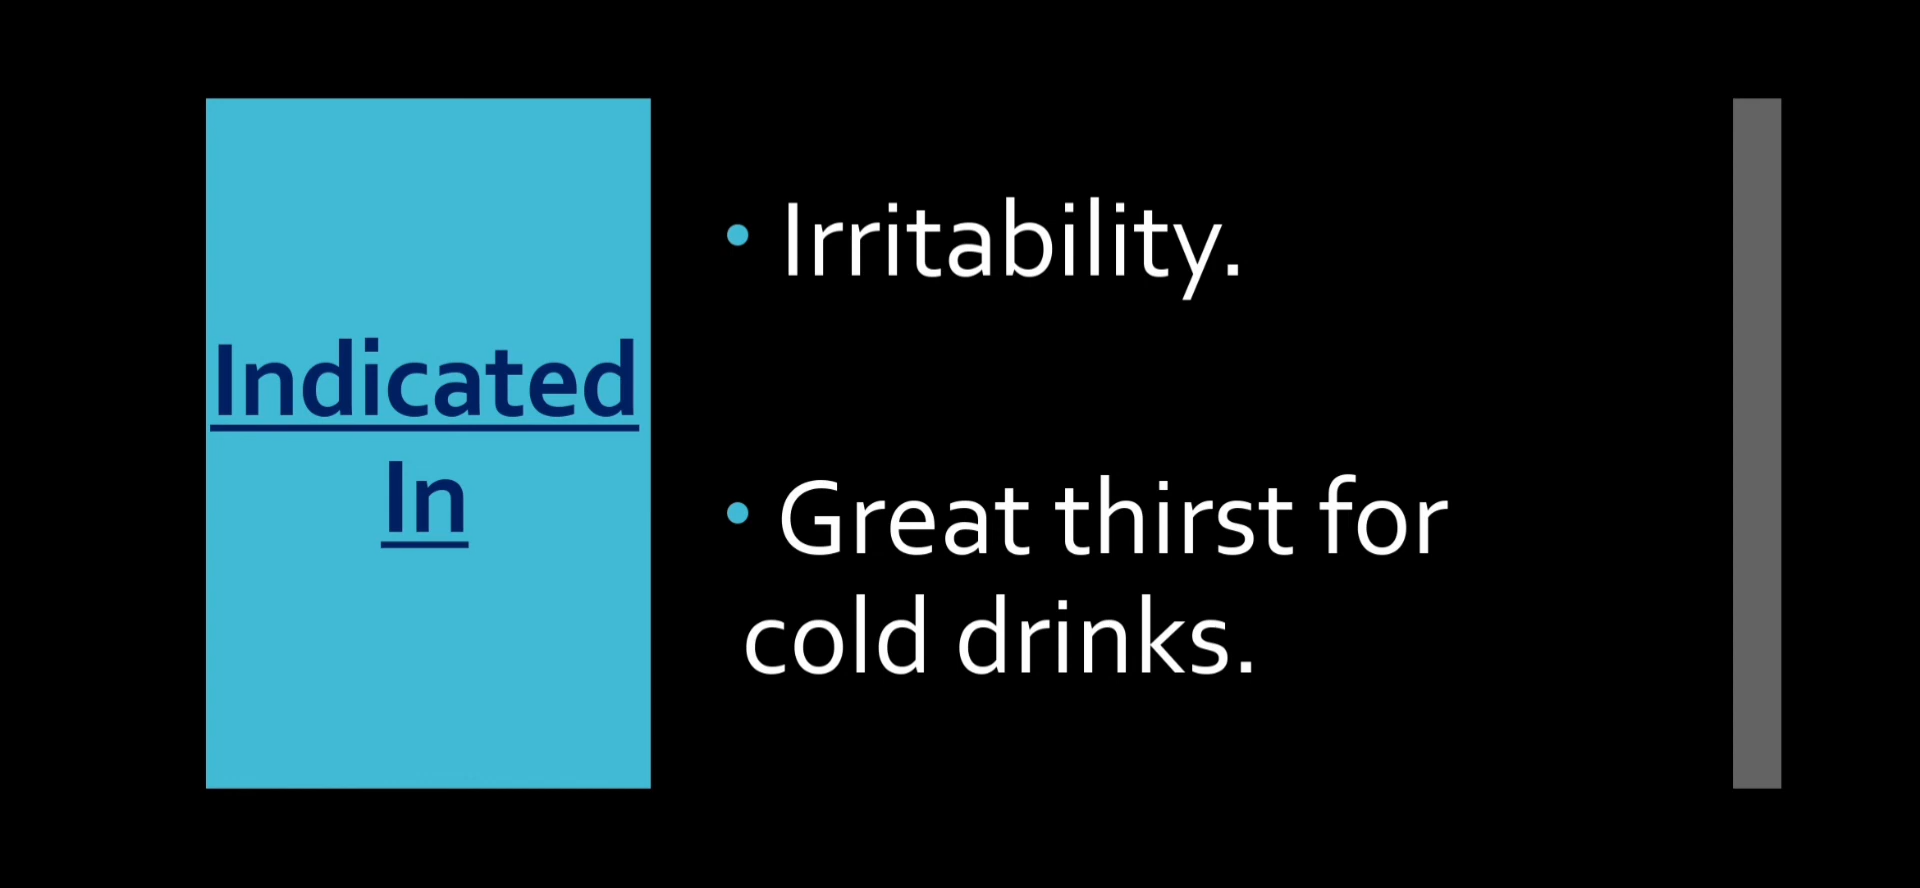 Indicated
In
• Irritability.
• Great thirst for
cold drinks.